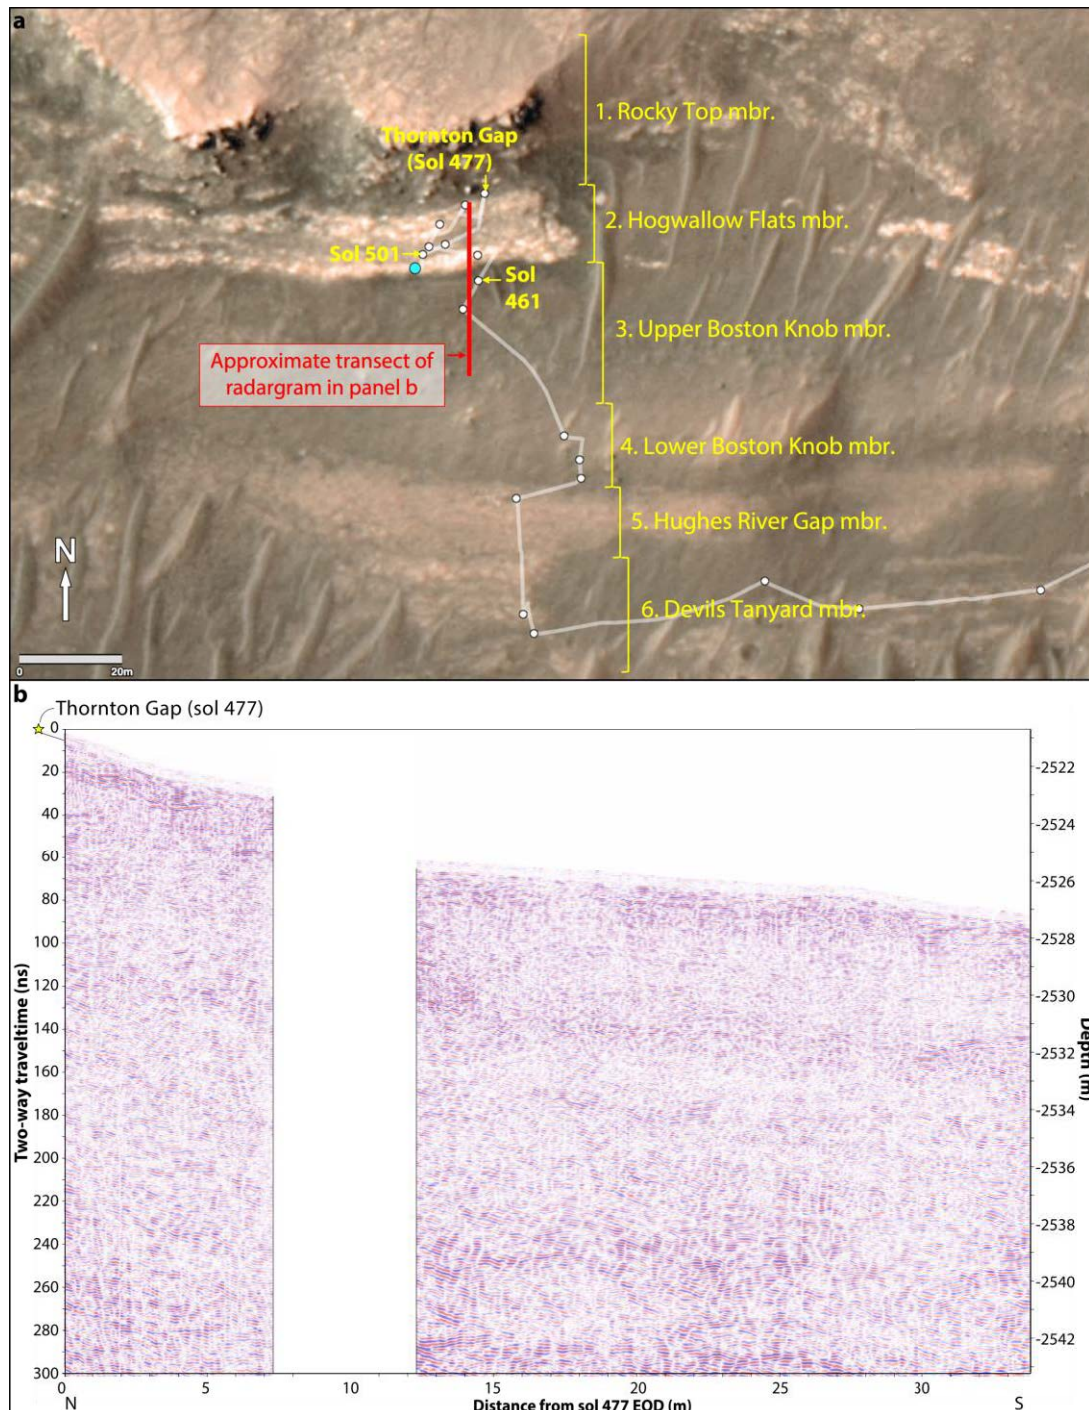 a
1. Rocky Top mbr.
Thornton Gap
(Sol 477)
2. Hogwallow Flats mbr.
Sol 501
Sol
461
3. Upper Boston Knob mbr.
Approximate transect of
radargram in panel b
4. Lower Boston Knob mbr.
5. Hughes River Gap mbr.
N
6. Devils Tanyard mbr.
0 20m
b
Thornton Gap (sol 477)
0
20
40
60
80
100
120
140
160
180
200
220
240
260
280
300
Two-way traveltime (ns)
-2522
-2524
-2526
-2528
-2530
-2532
-2534
-2536
-2538
-2540
-2542
Depth (m)
0 5 10 15 20 25 30
N Distance from sol 477 EOD (m) S